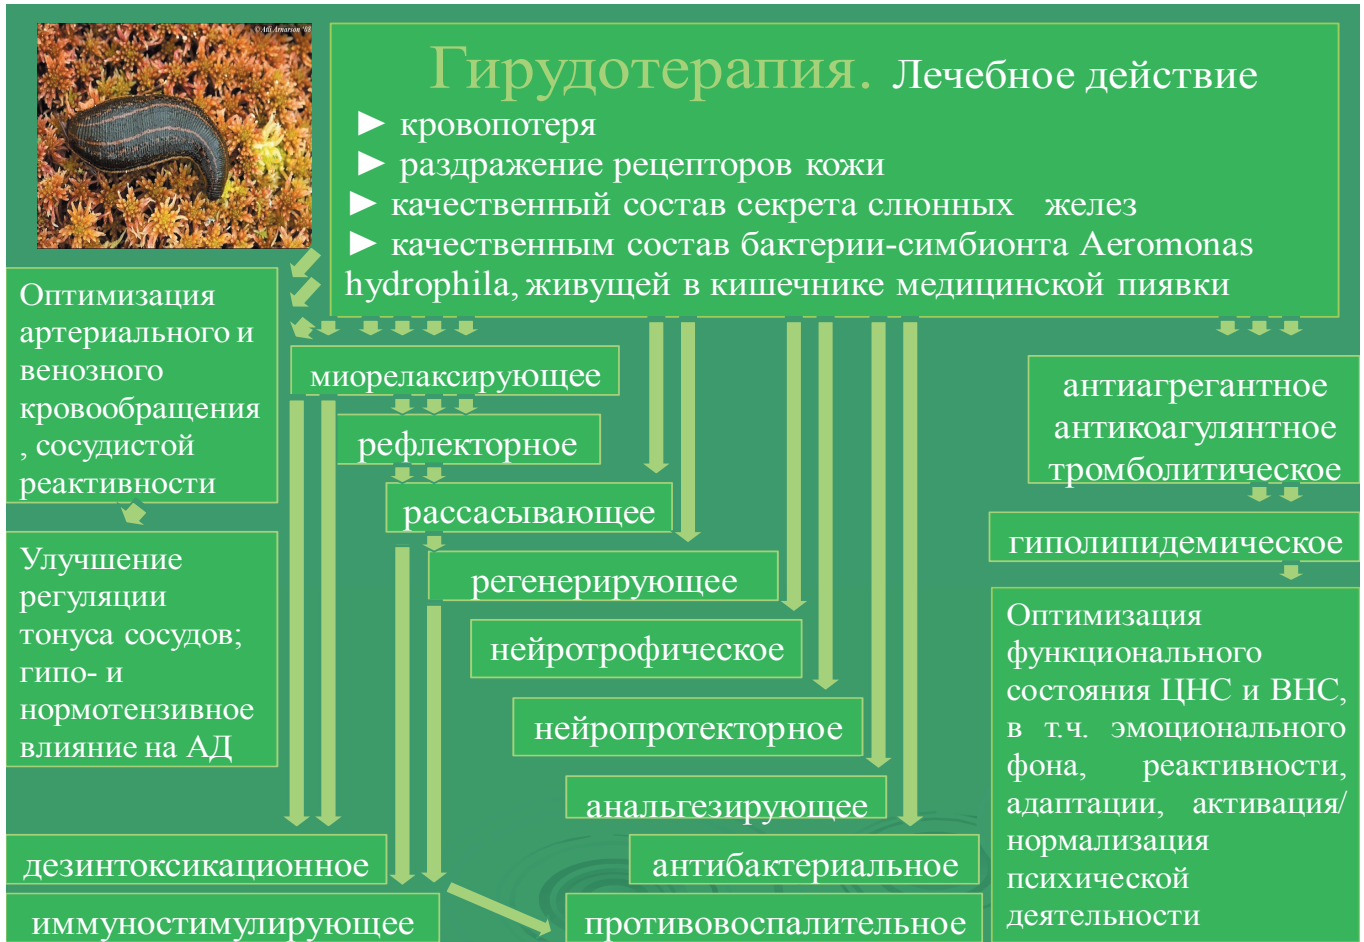 © Atli Arnarson '98
Гирудотерапия. Лечебное действие
► кровопотеря
► раздражение рецепторов кожи
► качественный состав секрета слюнных желез
► качественным состав бактерии-симбионта Aeromonas
hydrophila, живущей в кишечнике медицинской пиявки
Оптимизация
артериального и
венозного
кровообращения
, сосудистой
реактивности
Улучшение
регуляции
тонуса сосудов;
гипо- и
нормотензивное
влияние на АД
миорелаксирующее
рефлекторное
рассасывающее
регенерирующее
нейротрофическое
нейропротекторное
анальгезирующее
антибактериальное
противовоспалительное
дезинтоксикационное
иммуностимулирующее
антиагрегантное
антикоагулянтное
тромболитическое
гиполипидемическое
Оптимизация
функционального
состояния ЦНС и ВНС,
в т.ч. эмоционального
фона, реактивности,
адаптации, активация/
нормализация
психической
деятельности